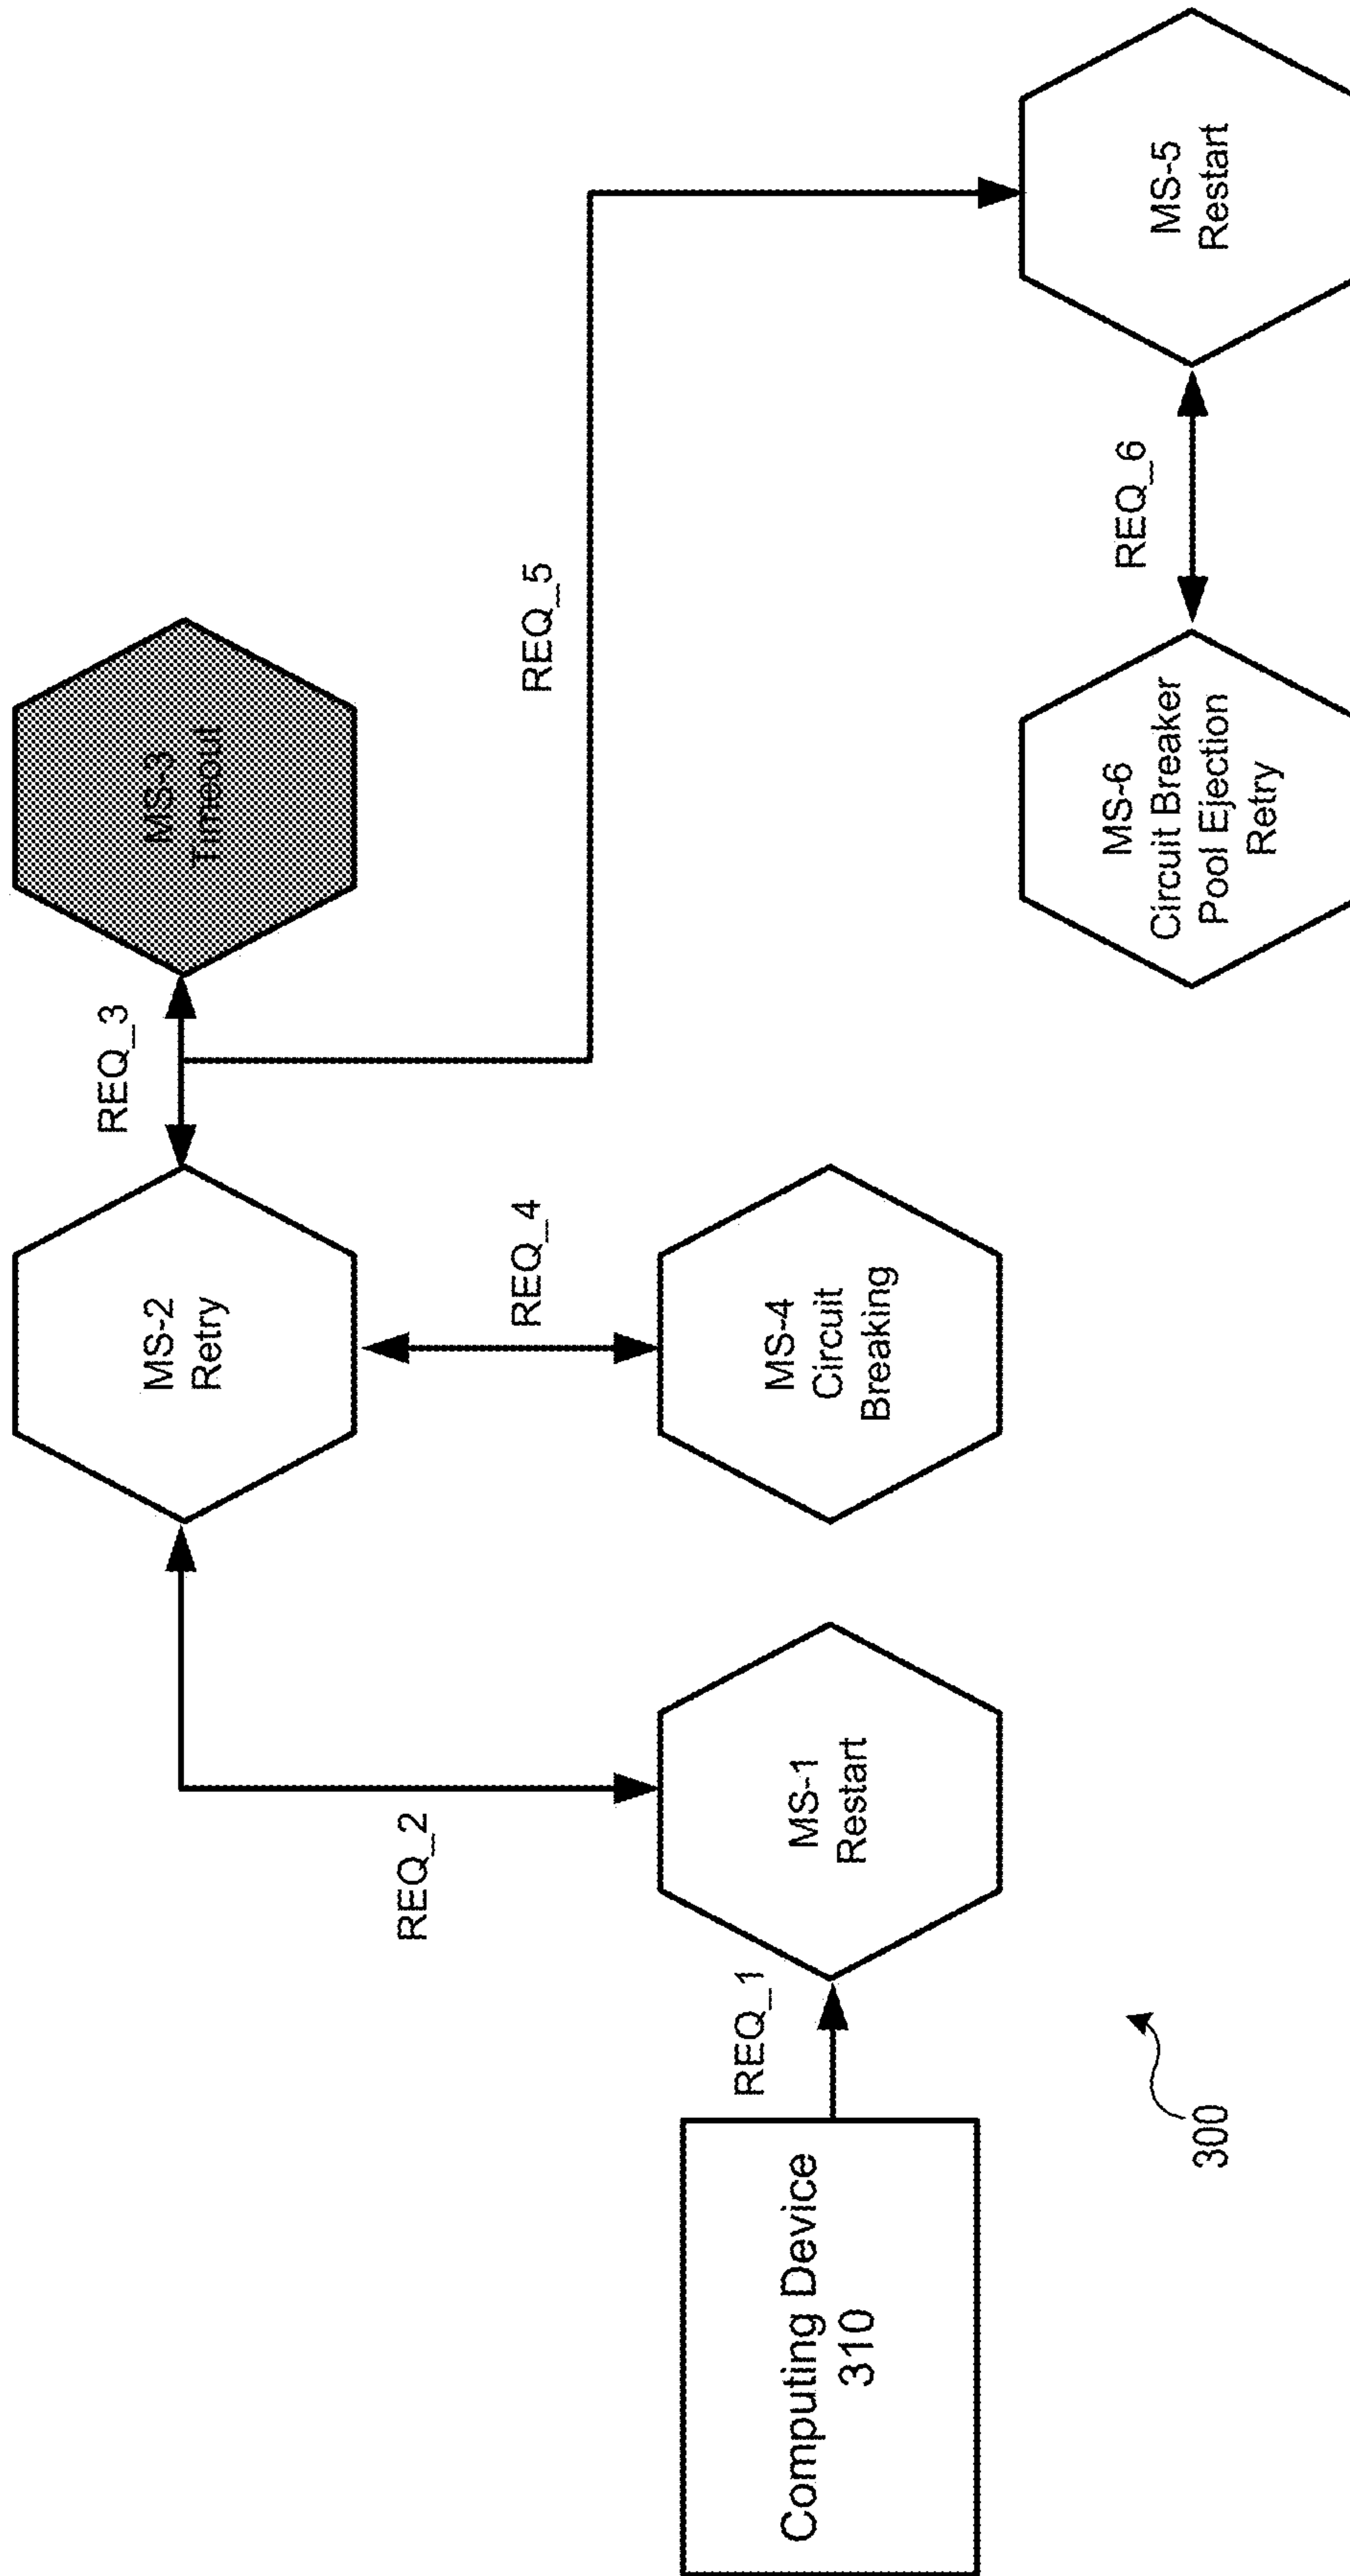 MS-2
Retry
REQ_3
MS-3
Timeout
REQ_2
REQ_4
REQ_5
Computing Device
310
REQ_1
MS-1
Restart
MS-4
Circuit
Breaking
300
MS-6
Circuit Breaker
Pool Ejection
Retry
REQ_6
MS-5
Restart